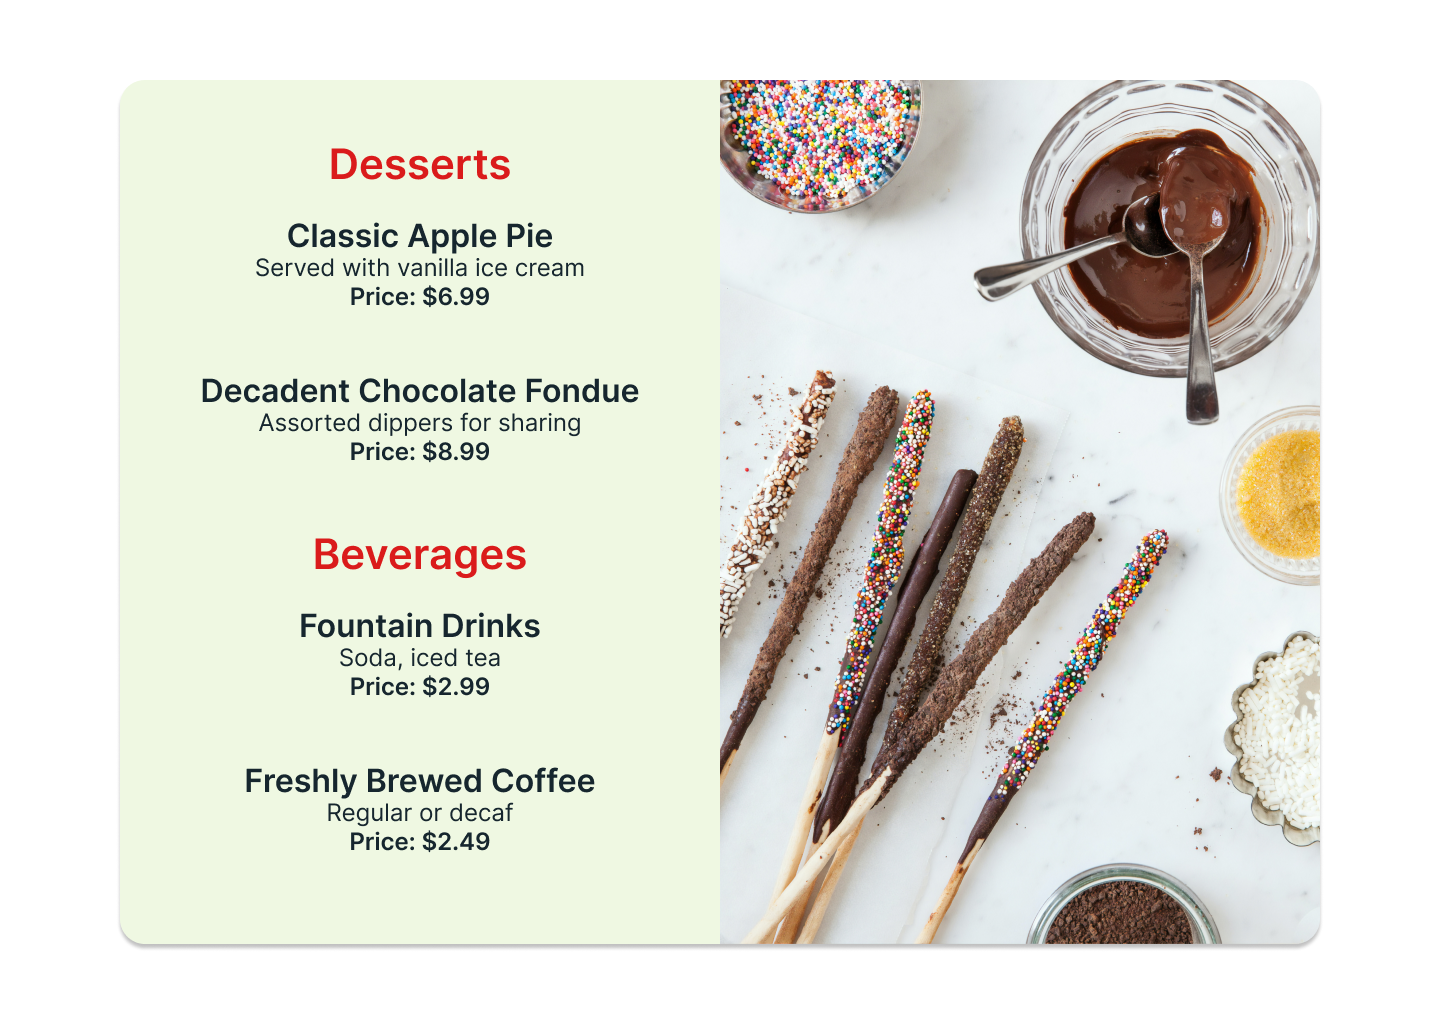 Desserts
Classic Apple Pie
Served with vanilla ice cream
Price: $6.99
Decadent Chocolate Fondue
Assorted dippers for sharing
Price: $8.99
Beverages
Fountain Drinks
Soda, iced tea
Price: $2.99
Freshly Brewed Coffee
Regular or decaf
Price: $2.49